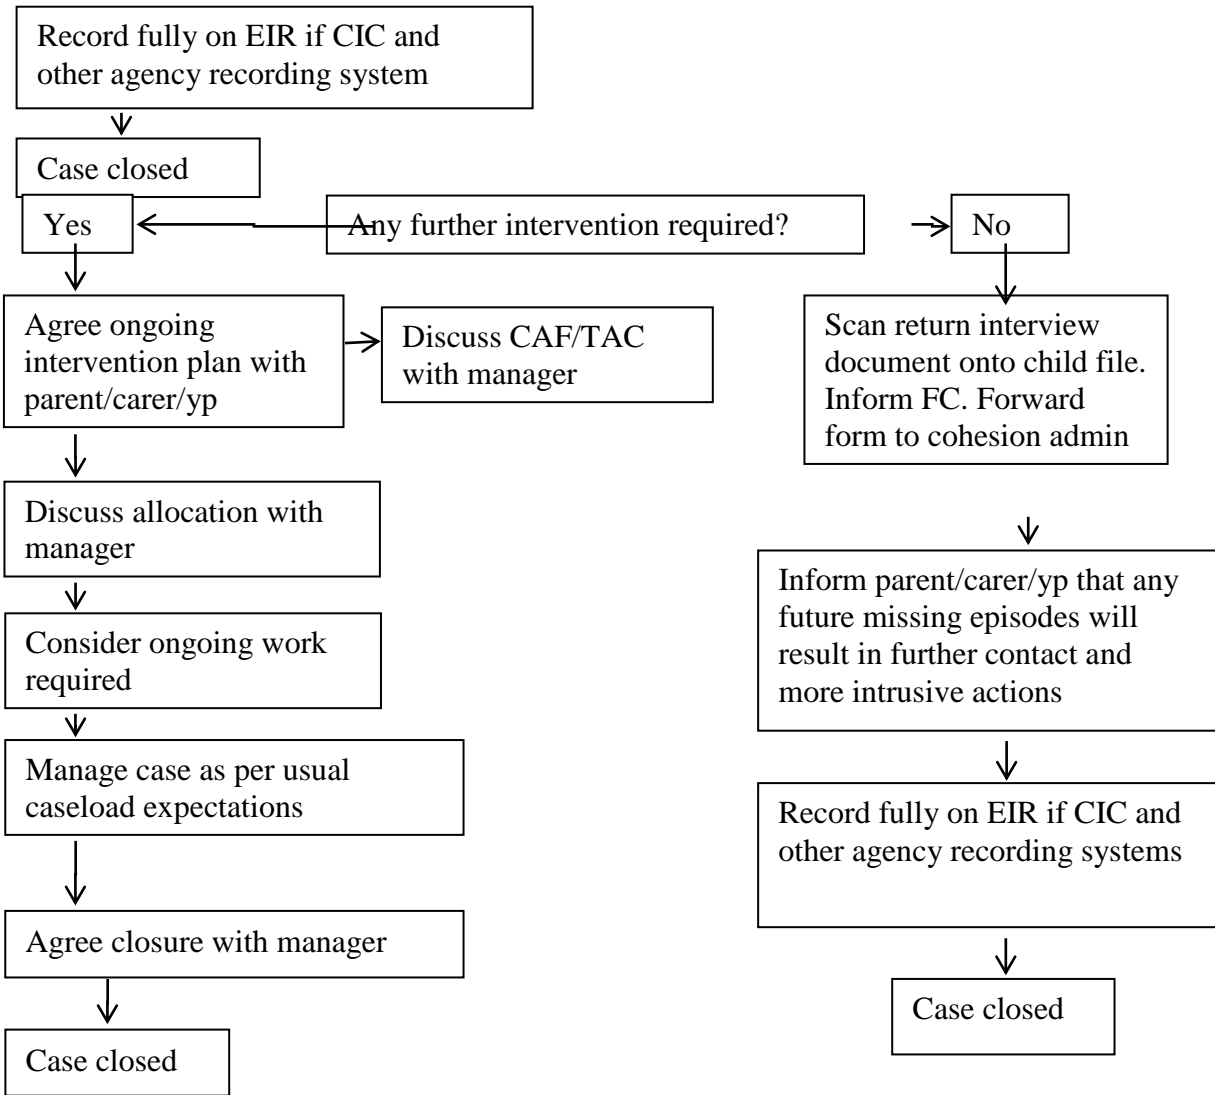 Record fully on EIR if CIC and
other agency recording system
Case closed
Yes
Any further intervention required?
No
Agree ongoing
intervention plan with
parent/carer/yp
Discuss CAF/TAC
with manager
Scan return interview
document onto child file.
Inform FC. Forward
form to cohesion admin
Discuss allocation with
manager
Inform parent/carer/yp that any
future missing episodes will
result in further contact and
more intrusive actions
Consider ongoing work
required
Manage case as per usual
caseload expectations
Record fully on EIR if CIC and
other agency recording systems
Agree closure with manager
Case closed
Case closed